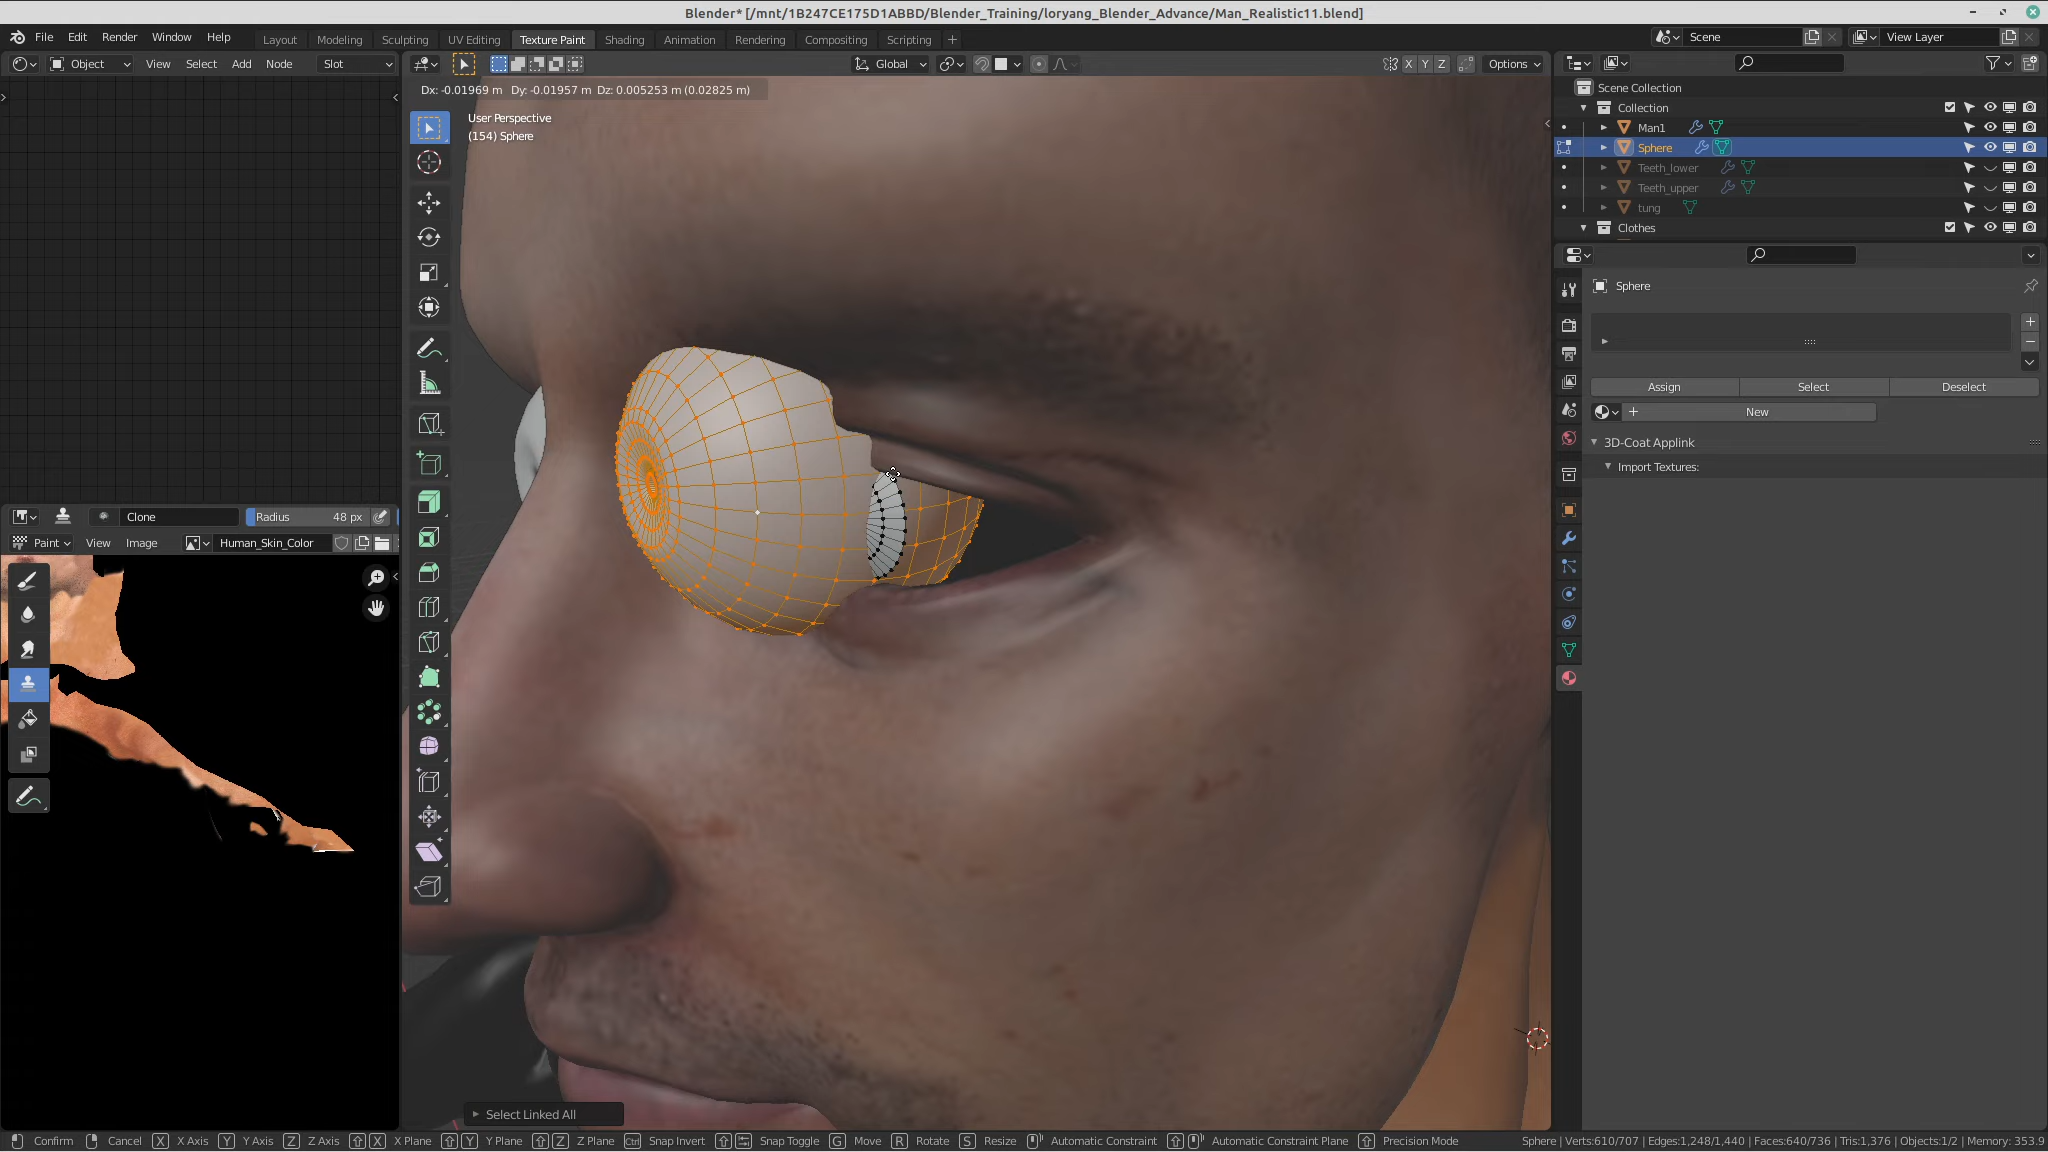 Blender* [/mnt/1B247CE175D1ABBD/Blender_Training/loryang_Blender_Advance/Man_Realistic11.blend]
File Edit Render Window Help Layout Modeling Sculpting UV Editing Texture Paint Shading Animation Rendering Compositing Scripting + Scene View Layer
Object View Select Add Node Slot
Global X Y Z Options
Dx: -0.01969 m Dy: -0.01957 m Dz: 0.005253 m (0.02825 m)
User Perspective
(154) Sphere
Scene Collection
Collection
Man1
Sphere
Teeth_lower
Teeth_upper
tung
Clothes
Sphere
Assign Select Deselect
New
3D-Coat Applink
Import Textures:
Clone Radius 48 px
Paint View Image Human_Skin_Color
Select Linked All
Confirm Cancel X X Axis Y Y Axis Z Z Axis X X Plane Y Y Plane Z Z Plane Ctrl Snap Invert Snap Toggle G Move R Rotate S Resize Automatic Constraint Automatic Constraint Plane Precision Mode Sphere | Verts:610/707 | Edges:1,248/1,440 | Faces:640/736 | Tris:1,376 | Objects:1/2 | Memory: 353.9